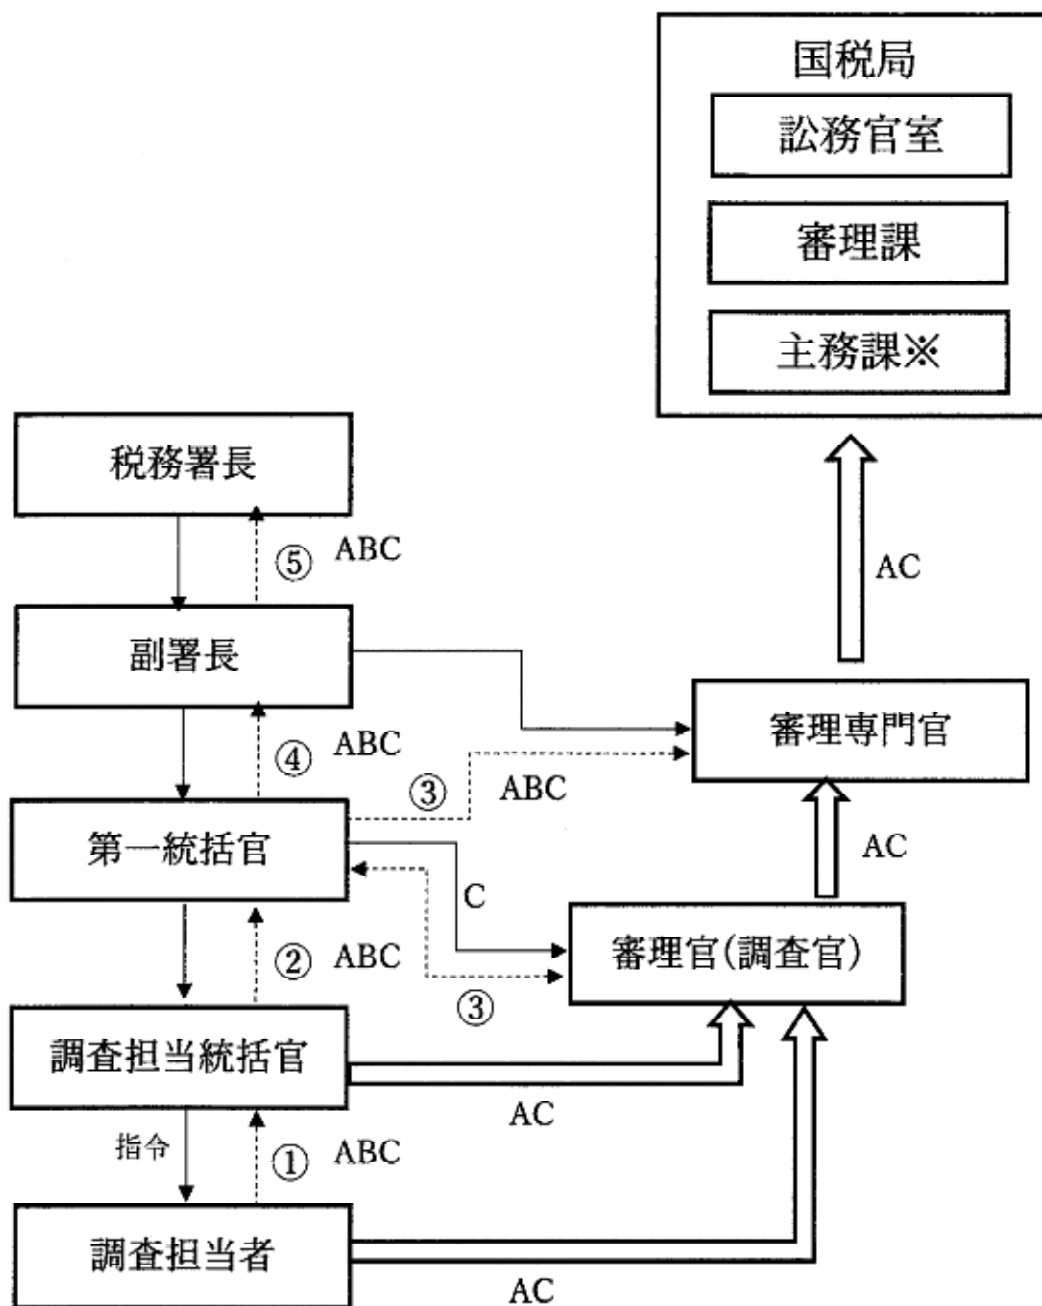 国税局
訟務官室
審理課
主務課※
税務署長
⑤ ABC
AC
副署長
審理専門官
④ ABC
③ ABC
第一統括官
AC
C
審理官(調査官)
② ABC
③
調査担当統括官
AC
指令
① ABC
調査担当者
AC